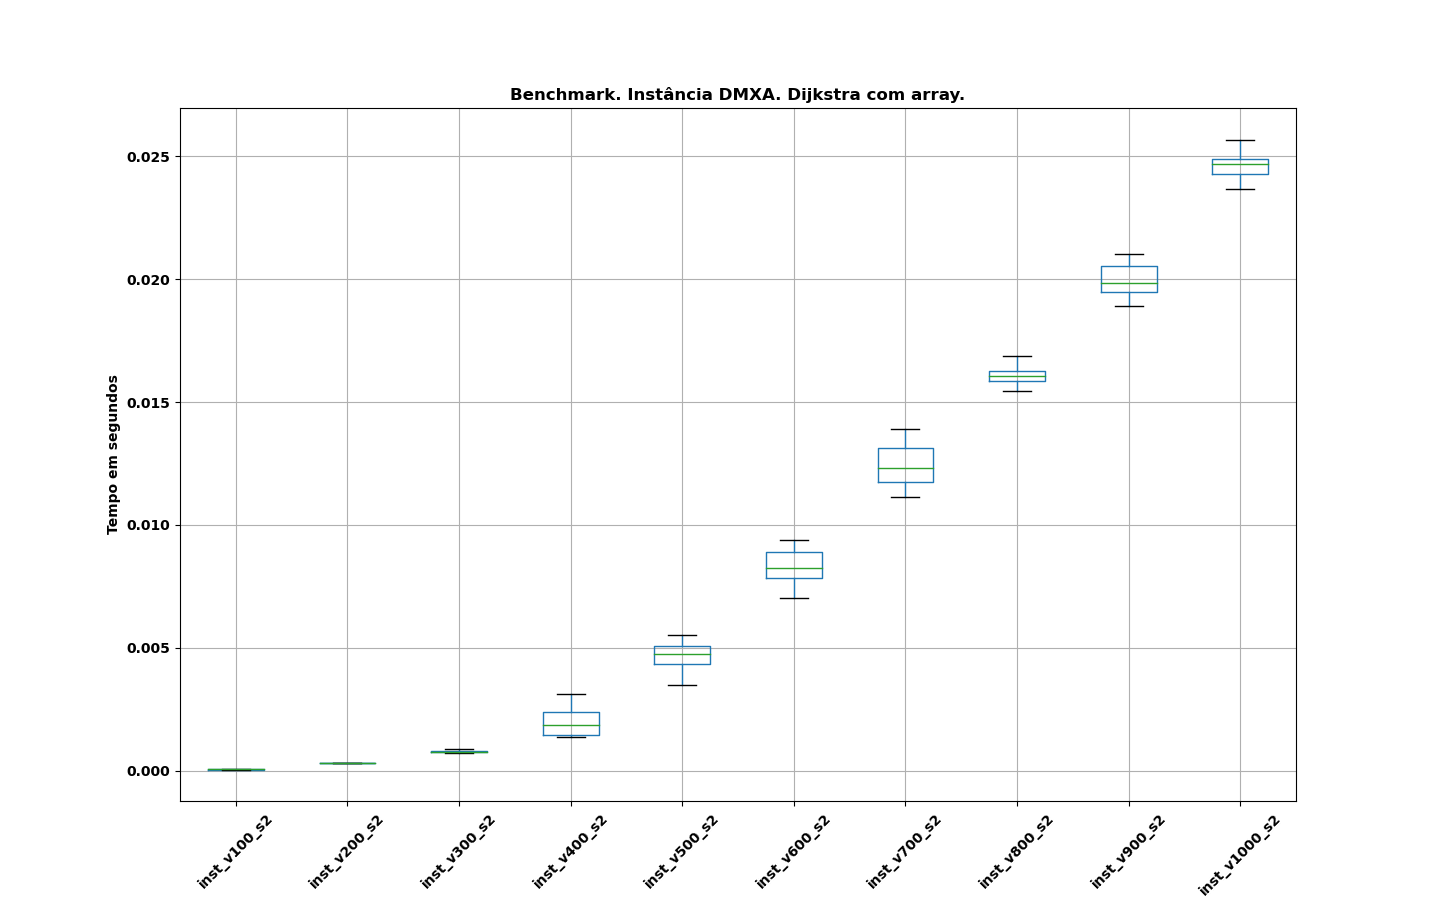 Benchmark. Instância DMXA. Dijkstra com array.
Tempo em segundos
0.025
0.020
0.015
0.010
0.005
0.000
inst_v100_s2
inst_v200_s2
inst_v300_s2
inst_v400_s2
inst_v500_s2
inst_v600_s2
inst_v700_s2
inst_v800_s2
inst_v900_s2
inst_v1000_s2